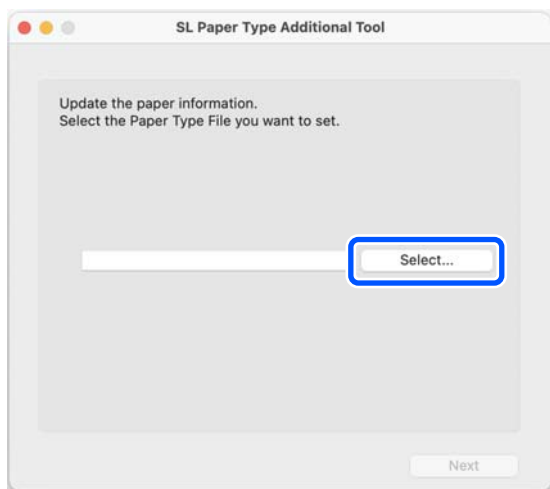 SL Paper Type Additional Tool
Update the paper information.
Select the Paper Type File you want to set.
Select...
Next